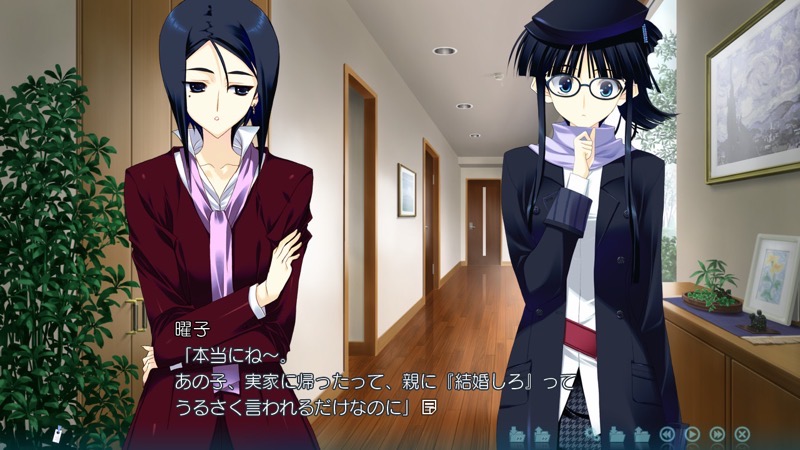 曜子
「本当にね～。
あの子、実家に帰ったって、親に『結婚しろ』って
うるさく言われるだけなのに」